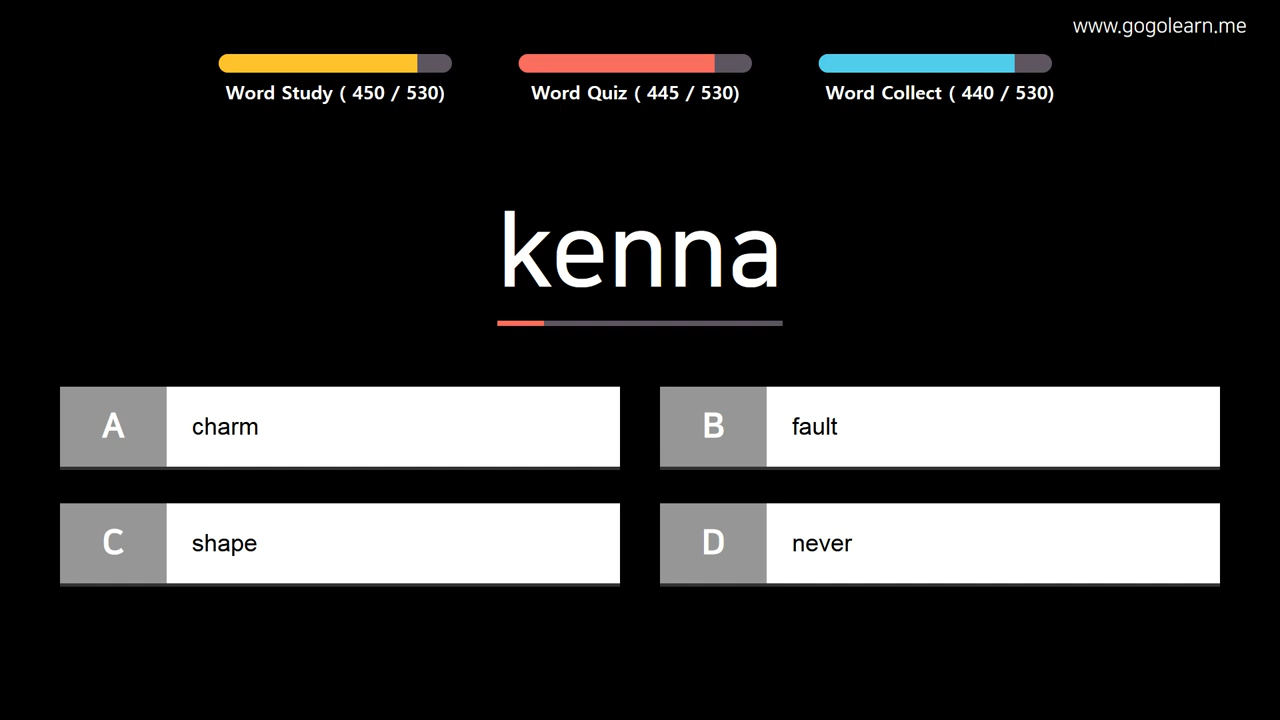 www.gogolearn.me
Word Study ( 450 / 530)
Word Quiz ( 445 / 530)
Word Collect ( 440 / 530)
kenna
A charm
B fault
C shape
D never